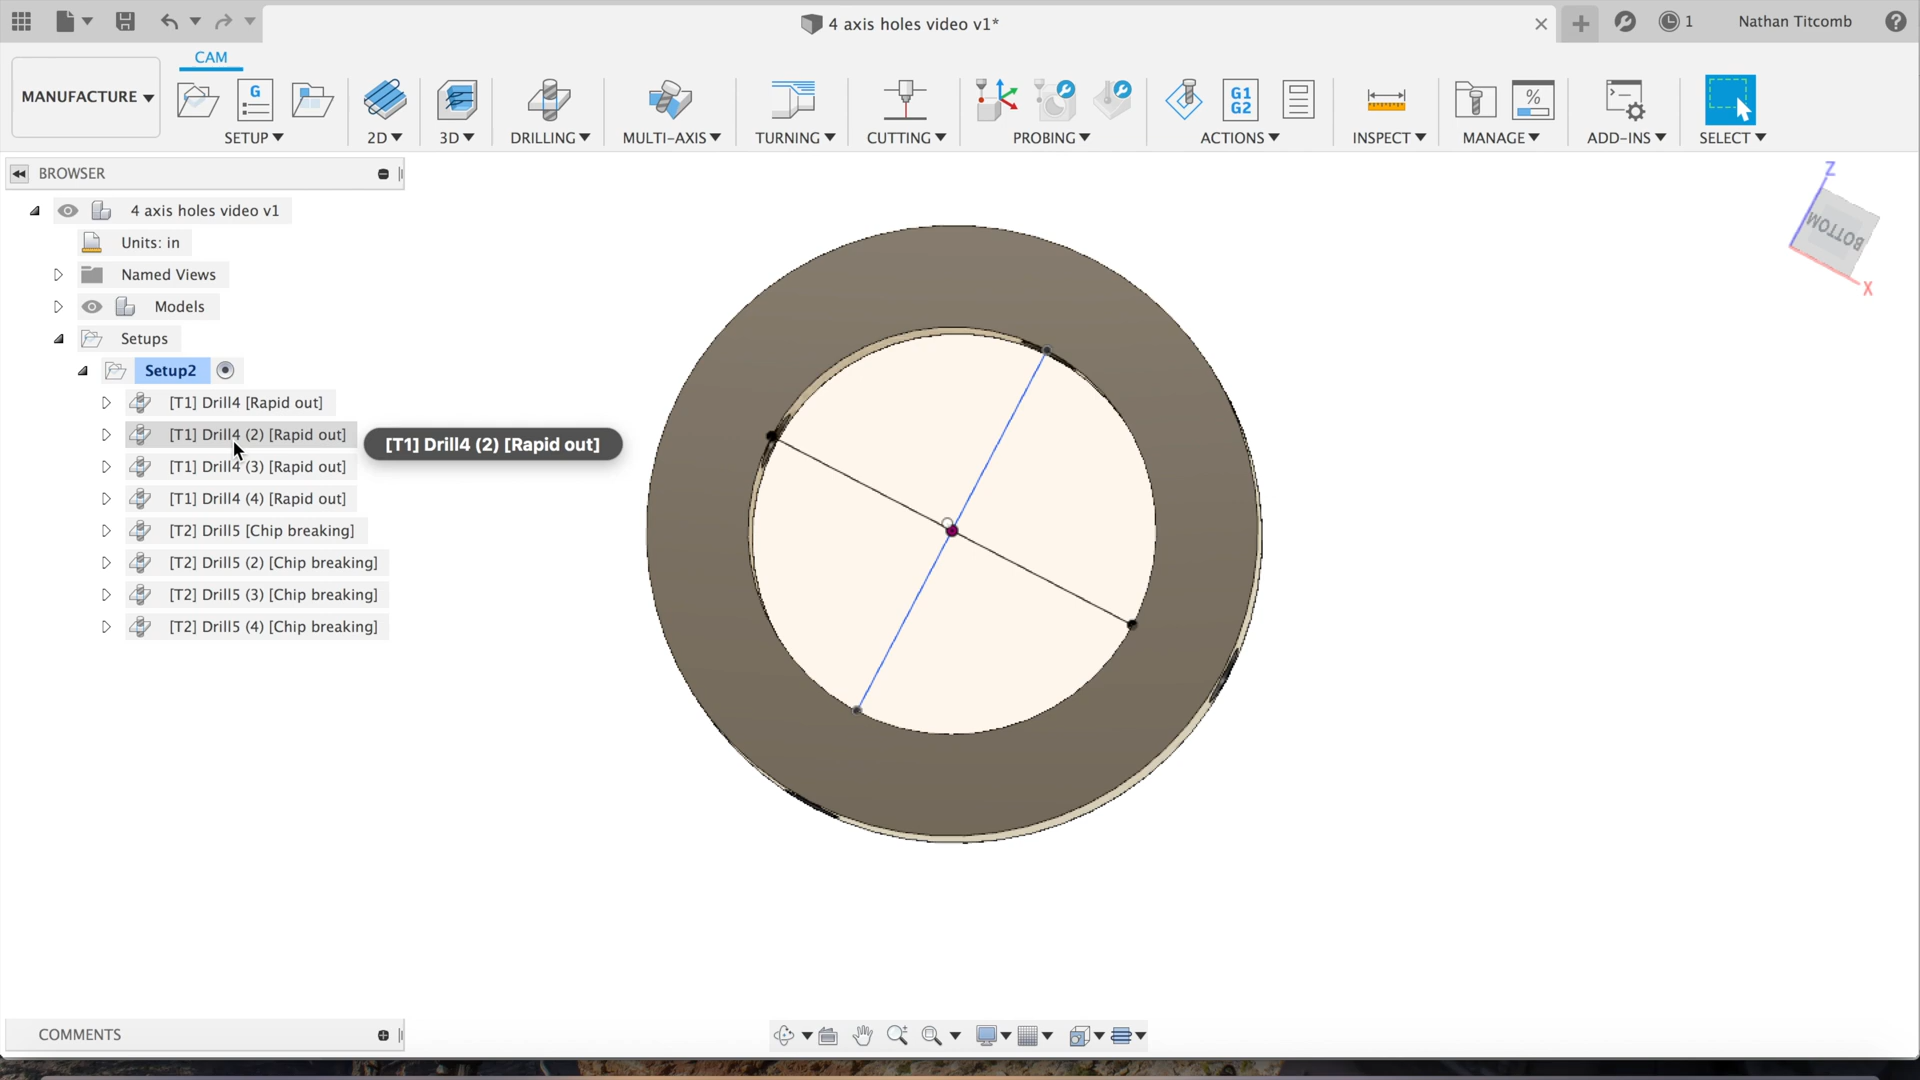 4 axis holes video v1*
1
Nathan Titcomb
CAM
MANUFACTURE
SETUP
2D
3D
DRILLING
MULTI-AXIS
TURNING
CUTTING
PROBING
ACTIONS
INSPECT
MANAGE
ADD-INS
SELECT
G
G1
G2
%
BROWSER
4 axis holes video v1
Units: in
Named Views
Models
Setups
Setup2
[T1] Drill4 [Rapid out]
[T1] Drill4 (2) [Rapid out]
[T1] Drill4 (2) [Rapid out]
[T1] Drill4 (3) [Rapid out]
[T1] Drill4 (4) [Rapid out]
[T2] Drill5 [Chip breaking]
[T2] Drill5 (2) [Chip breaking]
[T2] Drill5 (3) [Chip breaking]
[T2] Drill5 (4) [Chip breaking]
Z
BOTTOM
X
COMMENTS